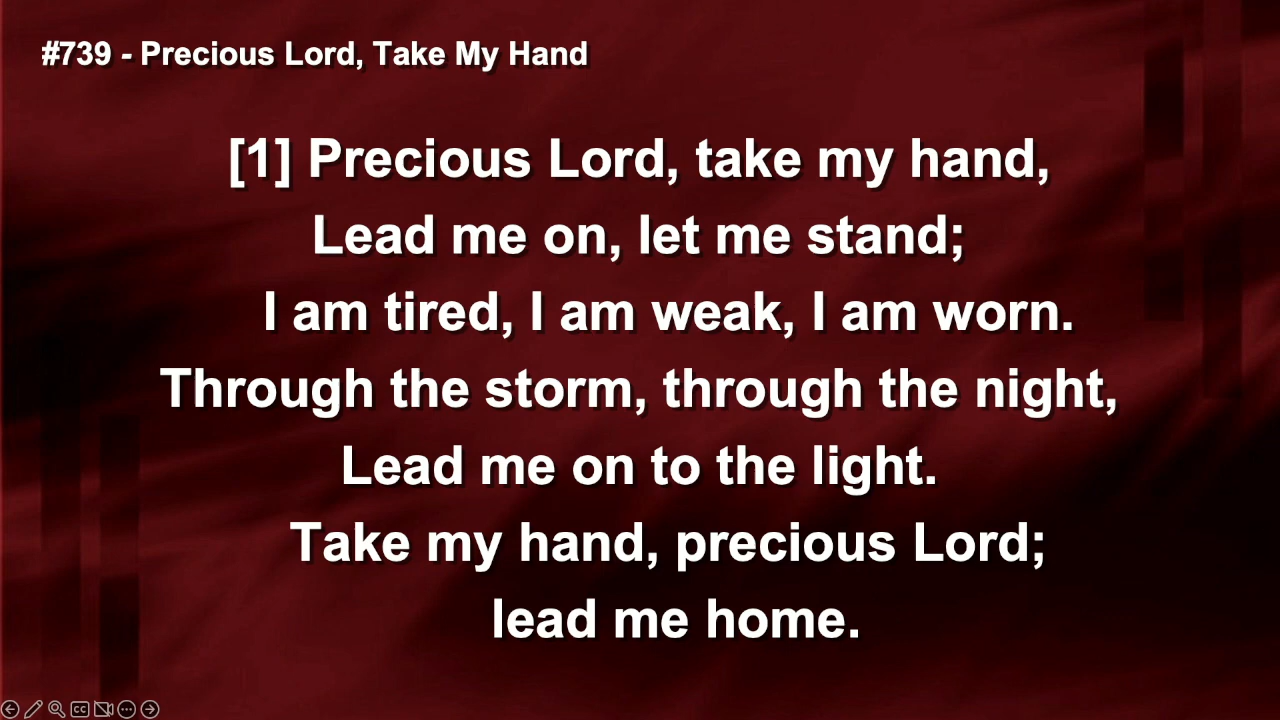 #739 - Precious Lord, Take My Hand
[1] Precious Lord, take my hand,
Lead me on, let me stand;
I am tired, I am weak, I am worn.
Through the storm, through the night,
Lead me on to the light.
Take my hand, precious Lord;
lead me home.
CC